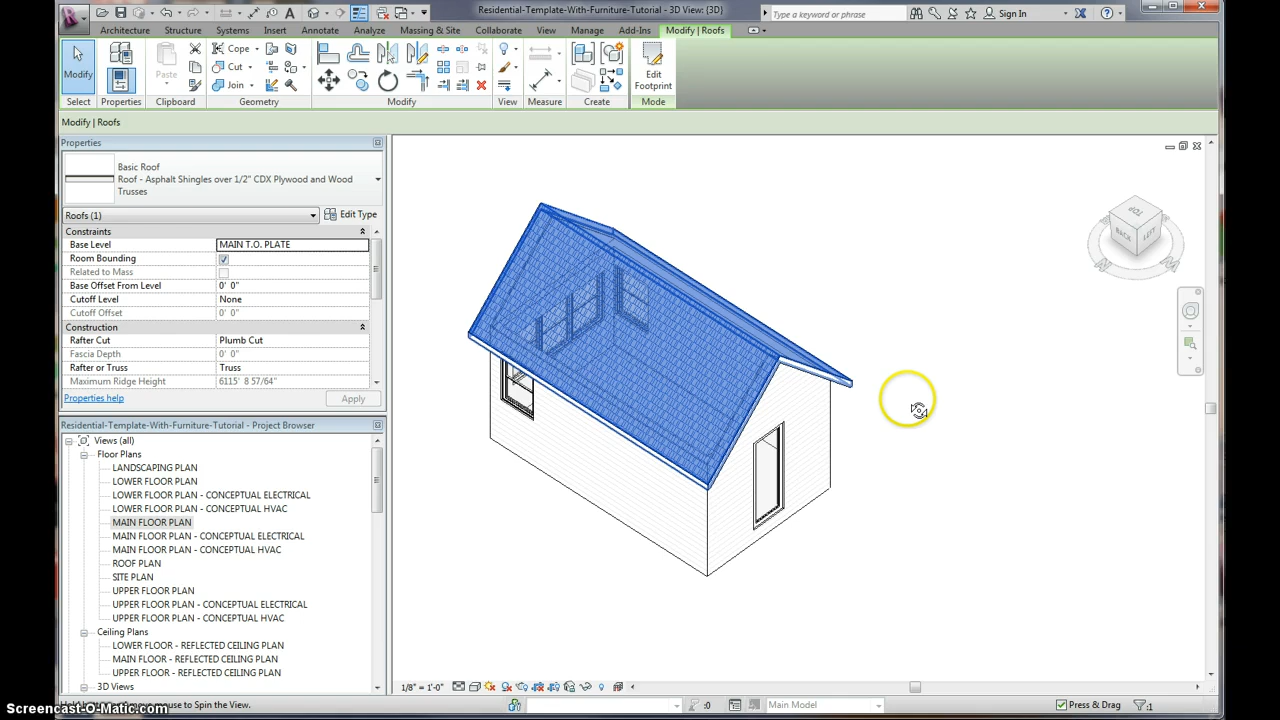 Residential-Template-With-Furniture-Tutorial - 3D View: {3D}
Type a keyword or phrase
Sign In
Architecture Structure Systems Insert Annotate Analyze Massing & Site Collaborate View Manage Add-Ins Modify | Roofs
Modify
Paste
Cope
Cut
Join
Edit
Footprint
Select Properties Clipboard Geometry Modify View Measure Create Mode
Modify | Roofs
Properties
Basic Roof
Roof - Asphalt Shingles over 1/2" CDX Plywood and Wood
Trusses
Roofs (1) Edit Type
Constraints
Base Level MAIN T.O. PLATE
Room Bounding
Related to Mass
Base Offset From Level 0' 0"
Cutoff Level None
Cutoff Offset 0' 0"
Construction
Rafter Cut Plumb Cut
Fascia Depth 0' 0"
Rafter or Truss Truss
Maximum Ridge Height 6115' 8 57/64"
Properties help Apply
Residential-Template-With-Furniture-Tutorial - Project Browser
Views (all)
Floor Plans
LANDSCAPING PLAN
LOWER FLOOR PLAN
LOWER FLOOR PLAN - CONCEPTUAL ELECTRICAL
LOWER FLOOR PLAN - CONCEPTUAL HVAC
MAIN FLOOR PLAN
MAIN FLOOR PLAN - CONCEPTUAL ELECTRICAL
MAIN FLOOR PLAN - CONCEPTUAL HVAC
ROOF PLAN
SITE PLAN
UPPER FLOOR PLAN
UPPER FLOOR PLAN - CONCEPTUAL ELECTRICAL
UPPER FLOOR PLAN - CONCEPTUAL HVAC
Ceiling Plans
LOWER FLOOR - REFLECTED CEILING PLAN
MAIN FLOOR - REFLECTED CEILING PLAN
UPPER FLOOR - REFLECTED CEILING PLAN
3D Views
TOP
BACK LEFT
1/8" = 1'-0"
use to Spin the View.
:0
Main Model
Press & Drag
:1
Screencast-O-Matic.com